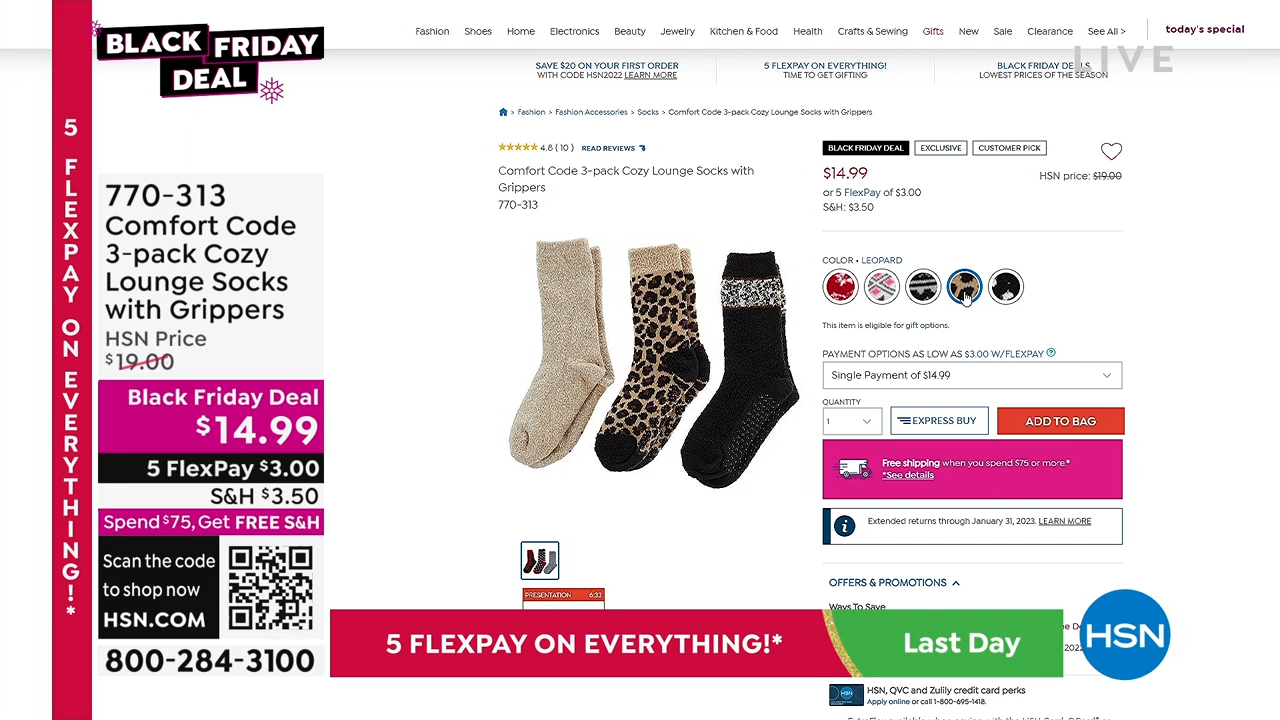 BLACK FRIDAY
DEAL
5 FLEXPAY ON EVERYTHING!*
770-313
Comfort Code
3-pack Cozy
Lounge Socks
with Grippers
HSN Price
$19.00
Black Friday Deal
$14.99
5 FlexPay $3.00
S&H $3.50
Spend $75, Get FREE S&H
Scan the code
to shop now
HSN.COM
800-284-3100
Fashion Shoes Home Electronics Beauty Jewelry Kitchen & Food Health Crafts & Sewing Gifts New Sale Clearance See All > today's special
LIVE
SAVE $20 ON YOUR FIRST ORDER
WITH CODE HSN2022 LEARN MORE
5 FLEXPAY ON EVERYTHING!
TIME TO GET GIFTING
BLACK FRIDAY DEALS
LOWEST PRICES OF THE SEASON
> Fashion > Fashion Accessories > Socks > Comfort Code 3-pack Cozy Lounge Socks with Grippers
4.8 ( 10 ) READ REVIEWS
Comfort Code 3-pack Cozy Lounge Socks with
Grippers
770-313
BLACK FRIDAY DEAL EXCLUSIVE CUSTOMER PICK
$14.99 HSN price: $19.00
or 5 FlexPay of $3.00
S&H: $3.50
COLOR • LEOPARD
This item is eligible for gift options.
PAYMENT OPTIONS AS LOW AS $3.00 W/FLEXPAY ?
Single Payment of $14.99
QUANTITY
1 EXPRESS BUY ADD TO BAG
Free shipping when you spend $75 or more.*
*See details
Extended returns through January 31, 2023. LEARN MORE
OFFERS & PROMOTIONS
Ways To Save
PRESENTATION 6:33
5 FLEXPAY ON EVERYTHING!* Last Day HSN
HSN, QVC and Zulily credit card perks
Apply online or call 1-800-695-1418.